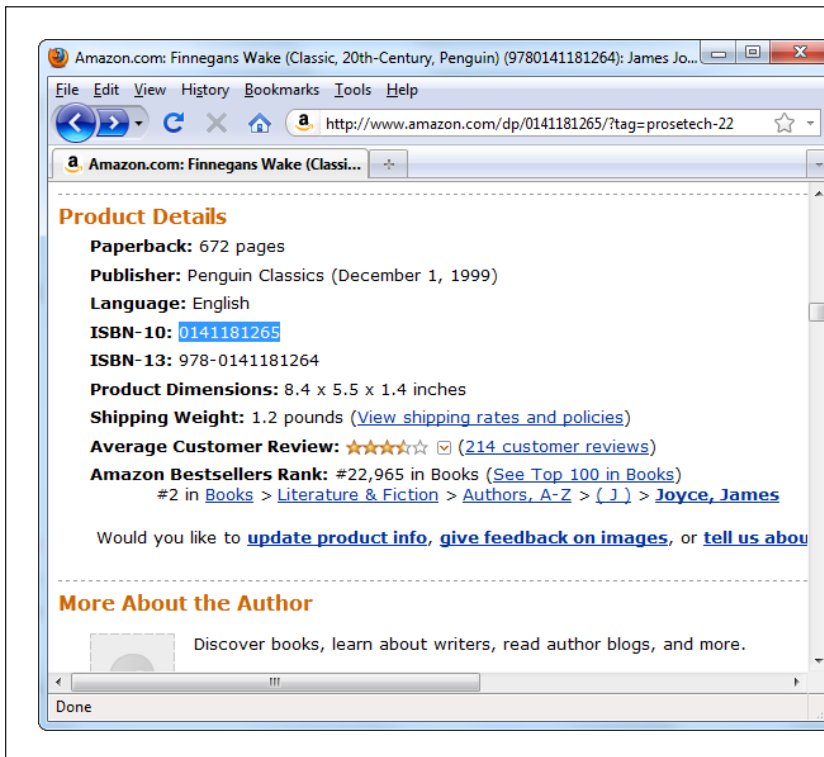 Amazon.com: Finnegans Wake (Classic, 20th-Century, Penguin) (9780141181264): James Jo...
File Edit View History Bookmarks Tools Help
http://www.amazon.com/dp/0141181265/?tag=prosetech-22
Amazon.com: Finnegans Wake (Classi...
Product Details
Paperback: 672 pages
Publisher: Penguin Classics (December 1, 1999)
Language: English
ISBN-10: 0141181265
ISBN-13: 978-0141181264
Product Dimensions: 8.4 x 5.5 x 1.4 inches
Shipping Weight: 1.2 pounds (View shipping rates and policies)
Average Customer Review: (214 customer reviews)
Amazon Bestsellers Rank: #22,965 in Books (See Top 100 in Books)
#2 in Books > Literature & Fiction > Authors, A-Z > ( J ) > Joyce, James
Would you like to update product info, give feedback on images, or tell us abou
More About the Author
Discover books, learn about writers, read author blogs, and more.
Done